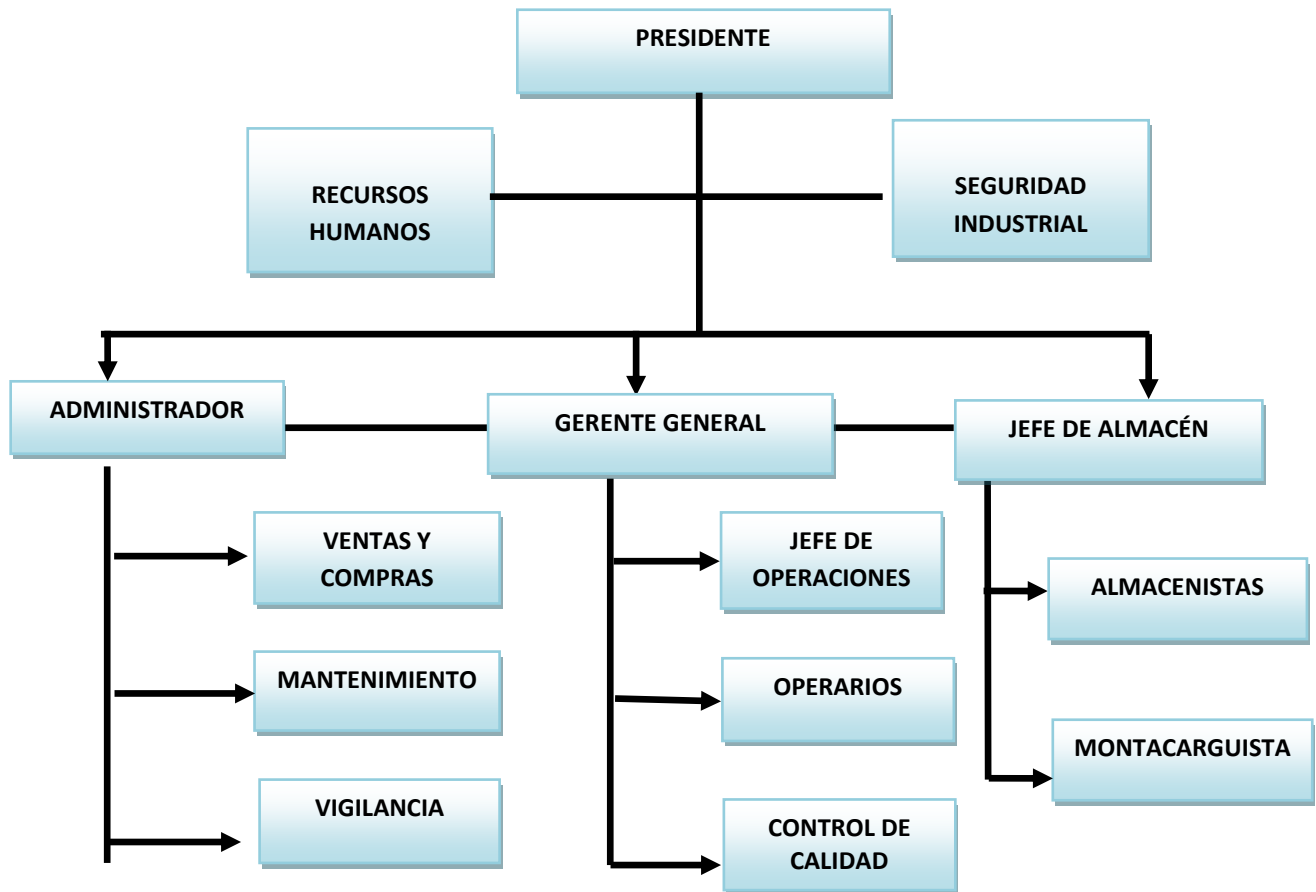 PRESIDENTE
RECURSOS
HUMANOS
SEGURIDAD
INDUSTRIAL
ADMINISTRADOR
GERENTE GENERAL
JEFE DE ALMACÉN
VENTAS Y
COMPRAS
MANTENIMIENTO
VIGILANCIA
JEFE DE
OPERACIONES
OPERARIOS
CONTROL DE
CALIDAD
ALMACENISTAS
MONTACARGUISTA